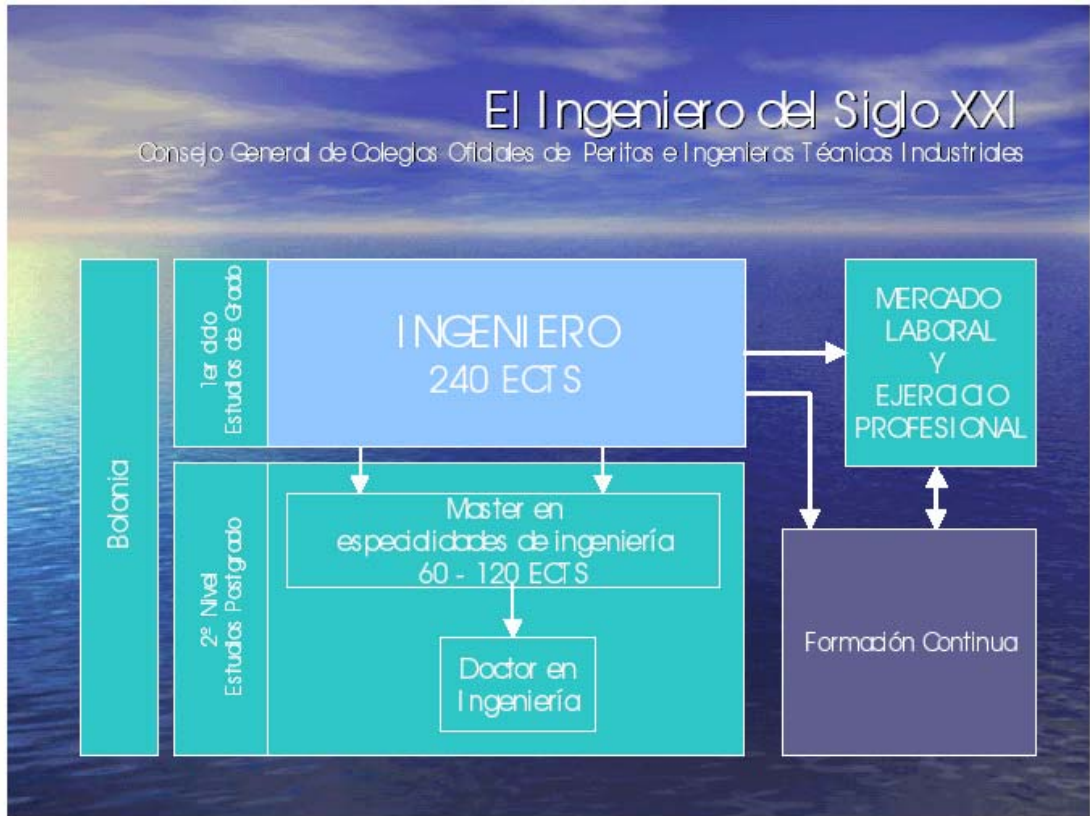 El Ingeniero del Siglo XXI
Consejo General de Colegios Oficiales de Peritos e Ingenieros Técnicos Industriales
Bolonia
1er ciclo
Estudios de Grado
INGENIERO
240 ECTS
MERCADO
LABORAL
Y
EJERCICIO
PROFESIONAL
2º Nivel
Estudios Postgrado
Master en
especialidades de ingeniería
60 - 120 ECTS
Doctor en
Ingeniería
Formación Continua